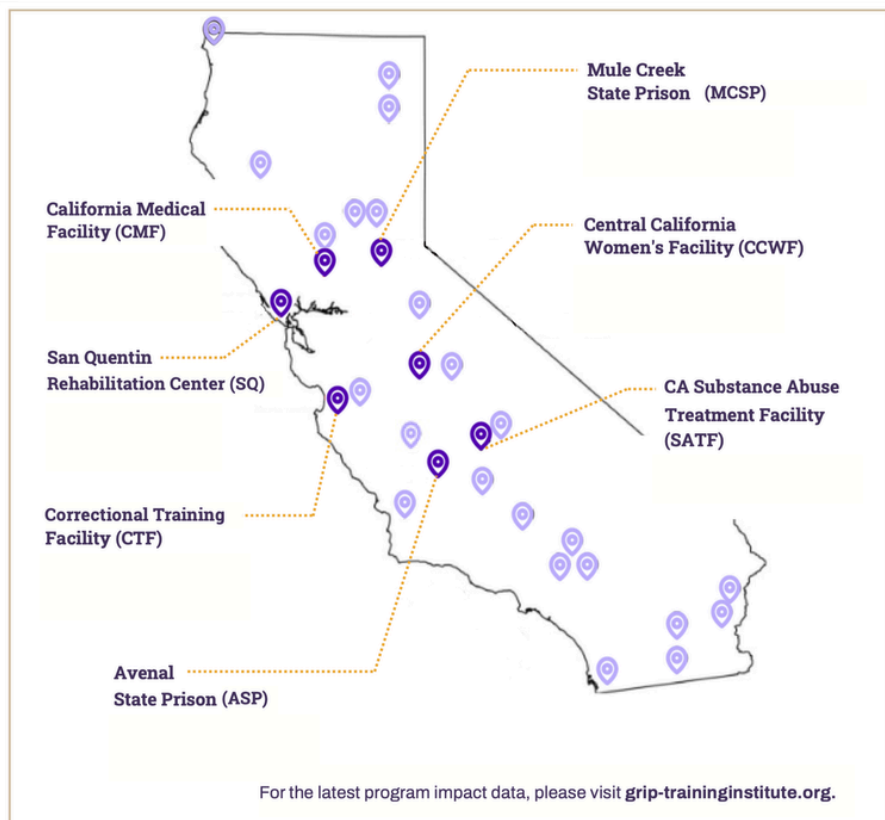 Mule Creek
State Prison (MCSP)
California Medical
Facility (CMF)
Central California
Women's Facility (CCWF)
San Quentin
Rehabilitation Center (SQ)
CA Substance Abuse
Treatment Facility
(SATF)
Correctional Training
Facility (CTF)
Avenal
State Prison (ASP)
For the latest program impact data, please visit grip-traininginstitute.org.